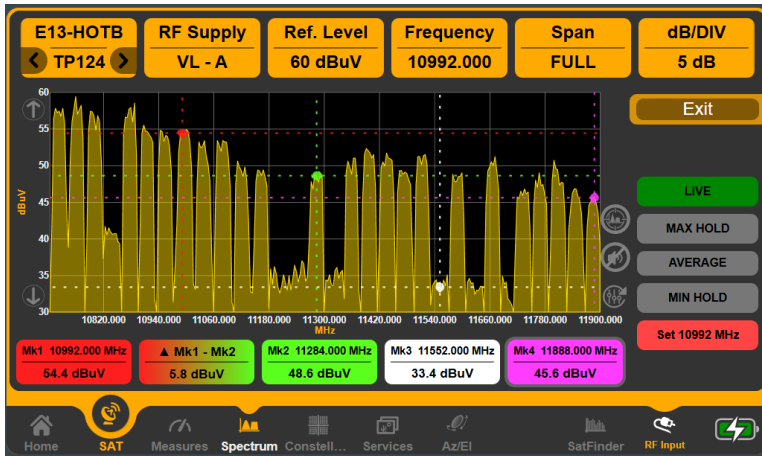 E13-HOTB
TP124
RF Supply
VL - A
Ref. Level
60 dBuV
Frequency
10992.000
Span
FULL
dB/DIV
5 dB
Exit
60
55
50
45
40
35
30
dBuV
10820.000 10940.000 11060.000 11180.000 11300.000 11420.000 11540.000 11660.000 11780.000 11900.000
MHz
LIVE
MAX HOLD
AVERAGE
MIN HOLD
Set 10992 MHz
Mk1 10992.000 MHz
54.4 dBuV
▲ Mk1 - Mk2
5.8 dBuV
Mk2 11284.000 MHz
48.6 dBuV
Mk3 11552.000 MHz
33.4 dBuV
Mk4 11888.000 MHz
45.6 dBuV
Home SAT Measures Spectrum Constell... Services Az/El SatFinder RF Input